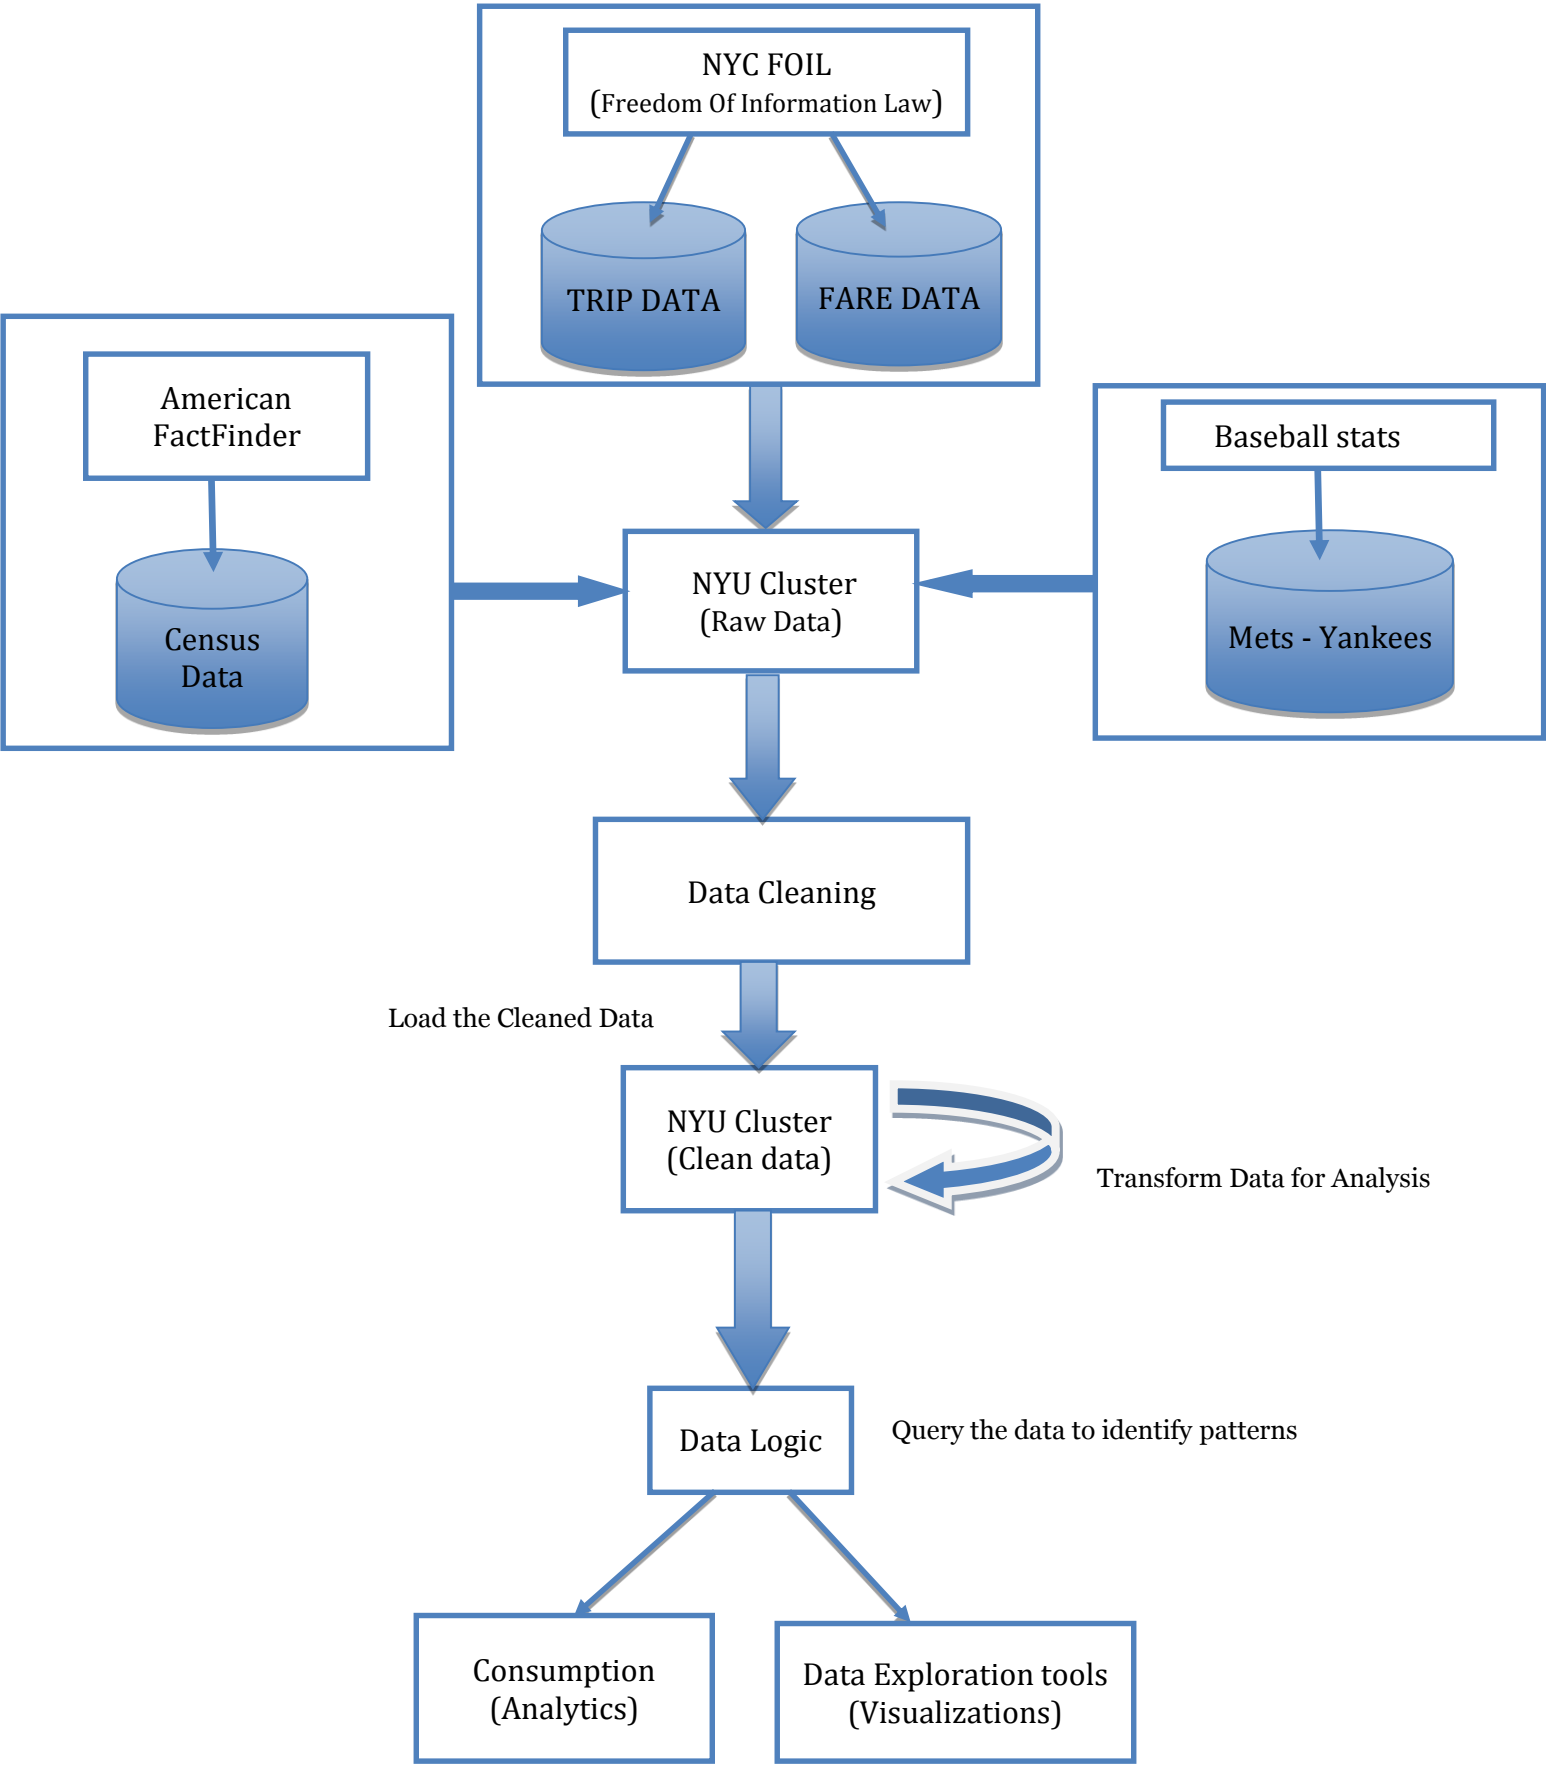 NYC FOIL
(Freedom Of Information Law)
TRIP DATA
FARE DATA
American
FactFinder
Census
Data
Baseball stats
Mets - Yankees
NYU Cluster
(Raw Data)
Data Cleaning
Load the Cleaned Data
NYU Cluster
(Clean data)
Transform Data for Analysis
Data Logic
Query the data to identify patterns
Consumption
(Analytics)
Data Exploration tools
(Visualizations)